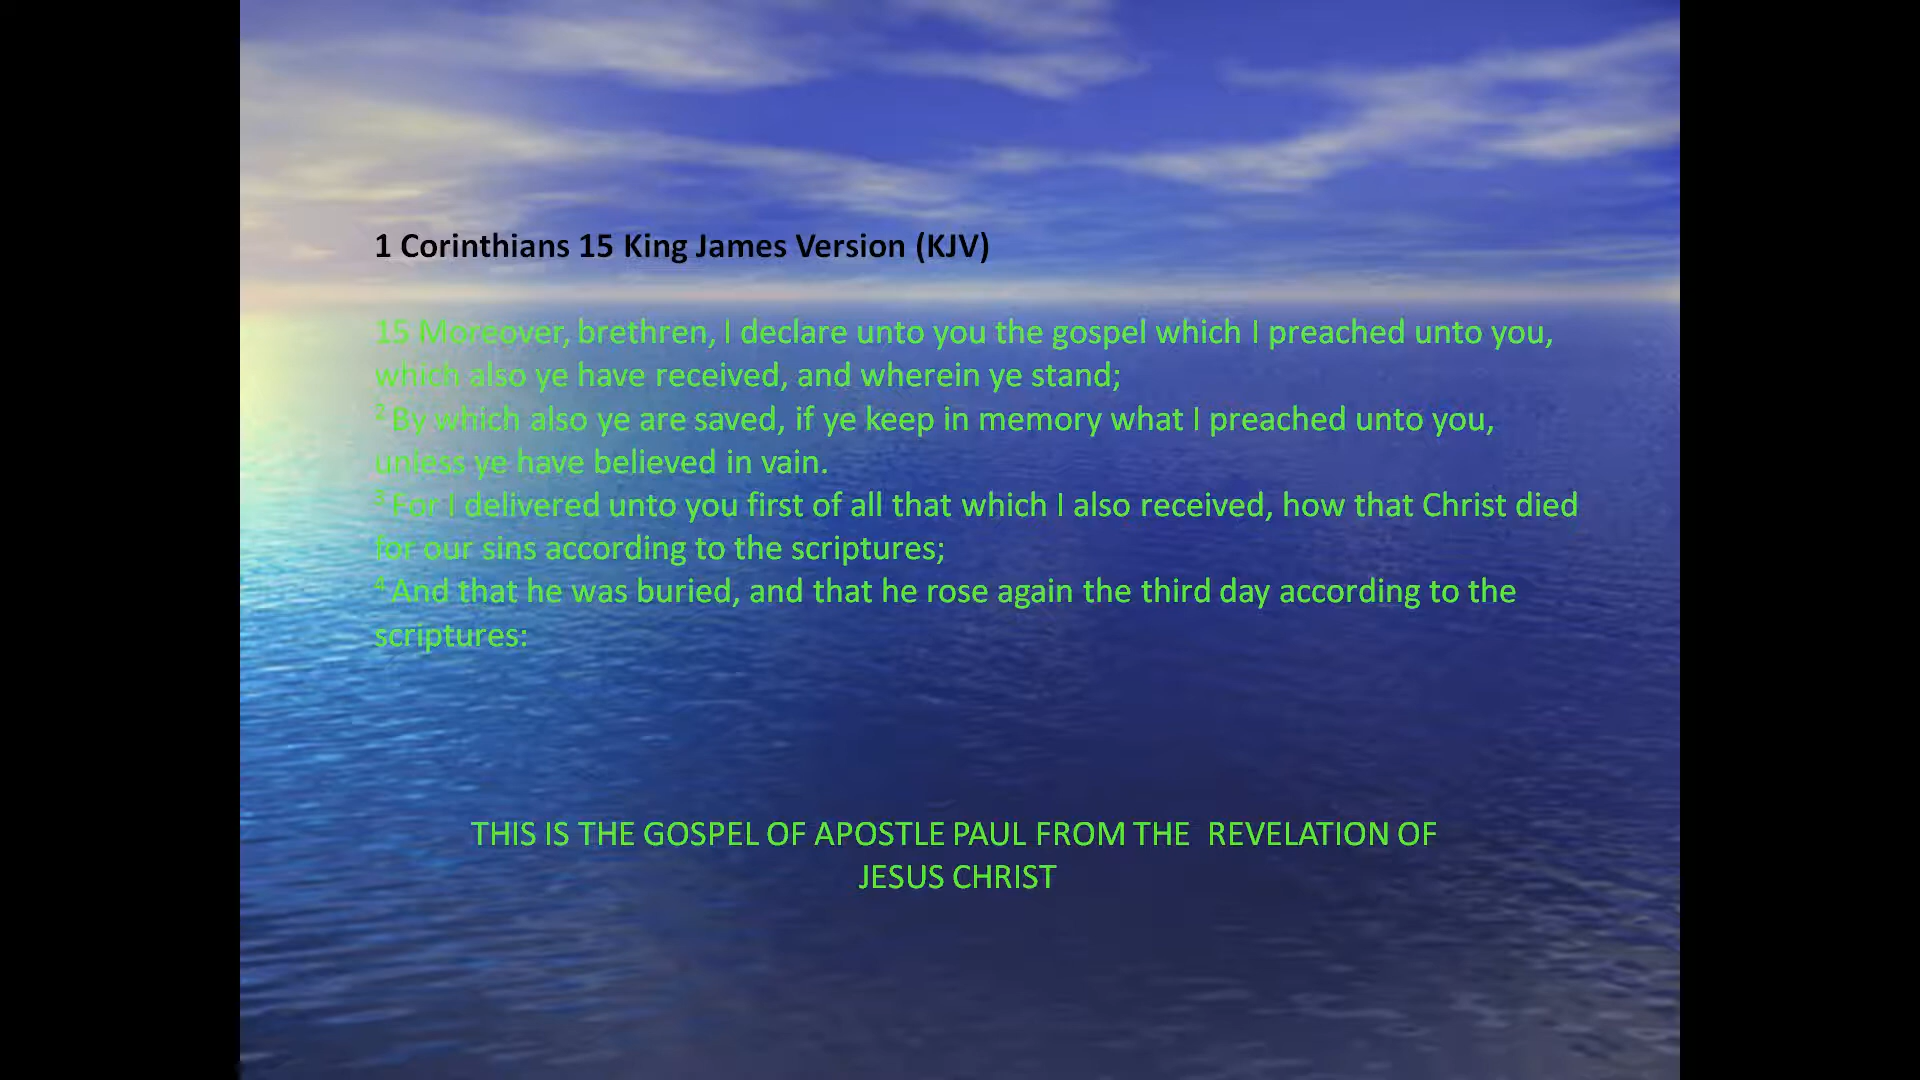 1 Corinthians 15 King James Version (KJV)
15 Moreover, brethren, I declare unto you the gospel which I preached unto you,
which also ye have received, and wherein ye stand;
2 By which also ye are saved, if ye keep in memory what I preached unto you,
unless ye have believed in vain.
3 For I delivered unto you first of all that which I also received, how that Christ died
for our sins according to the scriptures;
4 And that he was buried, and that he rose again the third day according to the
scriptures:
THIS IS THE GOSPEL OF APOSTLE PAUL FROM THE  REVELATION OF
JESUS CHRIST